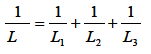 1/L = 1/L₁ + 1/L₂ + 1/L₃